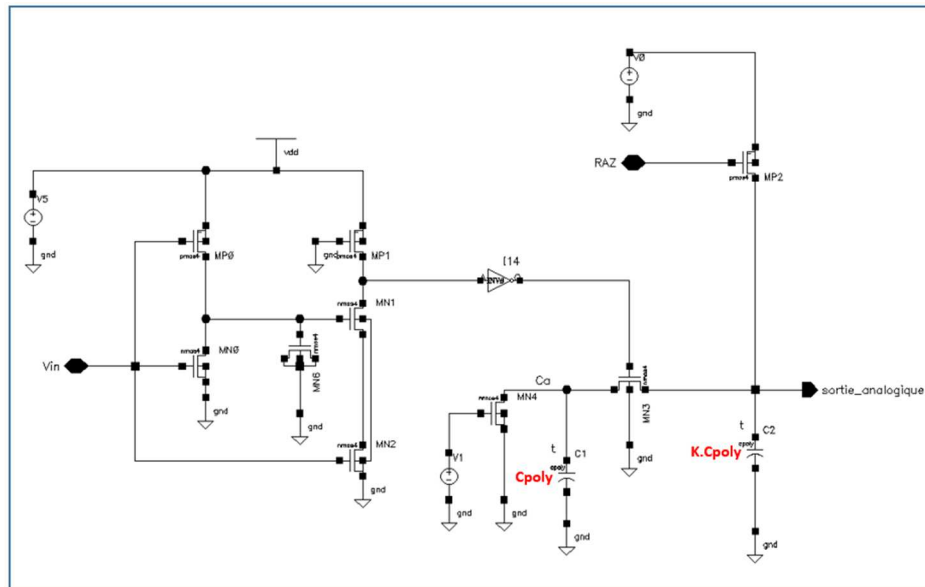 v0
gnd
vdd
RAZ
MP2
pmos4
V5
gnd
MP0
pmos4
gnd
MP1
pmos4
I14
MN1
nmos4
MN0
nmos4
Vin
MN6
nmos4
gnd
gnd
Ca
MN4
nmos4
MN3
nmos4
sortie_analogique
MN2
nmos4
gnd
V1
gnd
gnd
t
C1
cpoly
Cpoly
gnd
gnd
t
C2
cpoly
K.Cpoly
gnd